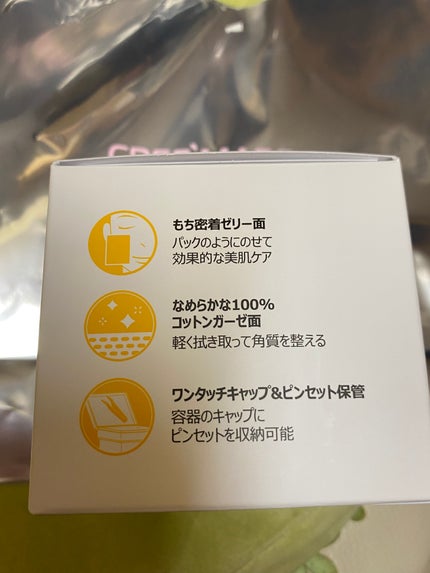 もち密着ゼリー面
パックのようにのせて
効果的な美肌ケア
なめらかな100%
コットンガーゼ面
軽く拭き取って角質を整える
ワンタッチキャップ&ピンセット保管
容器のキャップに
ピンセットを収納可能